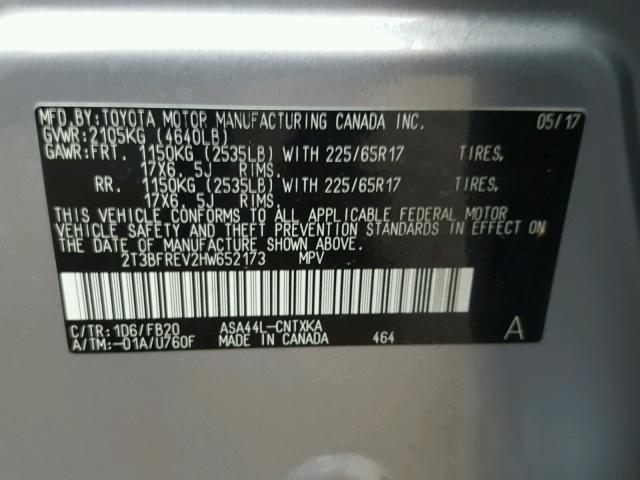 MFD.BY:TOYOTA MOTOR MANUFACTURING CANADA INC. 05/17
GVWR:2105KG (4640LB)
GAWR:FRT. 1150KG (2535LB) WITH 225/65R17 TIRES,
17X6. 5J RIMS.
RR. 1150KG (2535LB) WITH 225/65R17 TIRES,
17X6. 5J RIMS.
THIS VEHICLE CONFORMS TO ALL APPLICABLE FEDERAL MOTOR
VEHICLE SAFETY AND THEFT PREVENTION STANDARDS IN EFFECT ON
THE DATE OF MANUFACTURE SHOWN ABOVE.
2T3BFREV2HW652173 MPV
C/TR:1D6/FB20 ASA44L-CNTXKA
A/TM:-01A/U760F MADE IN CANADA 464 A